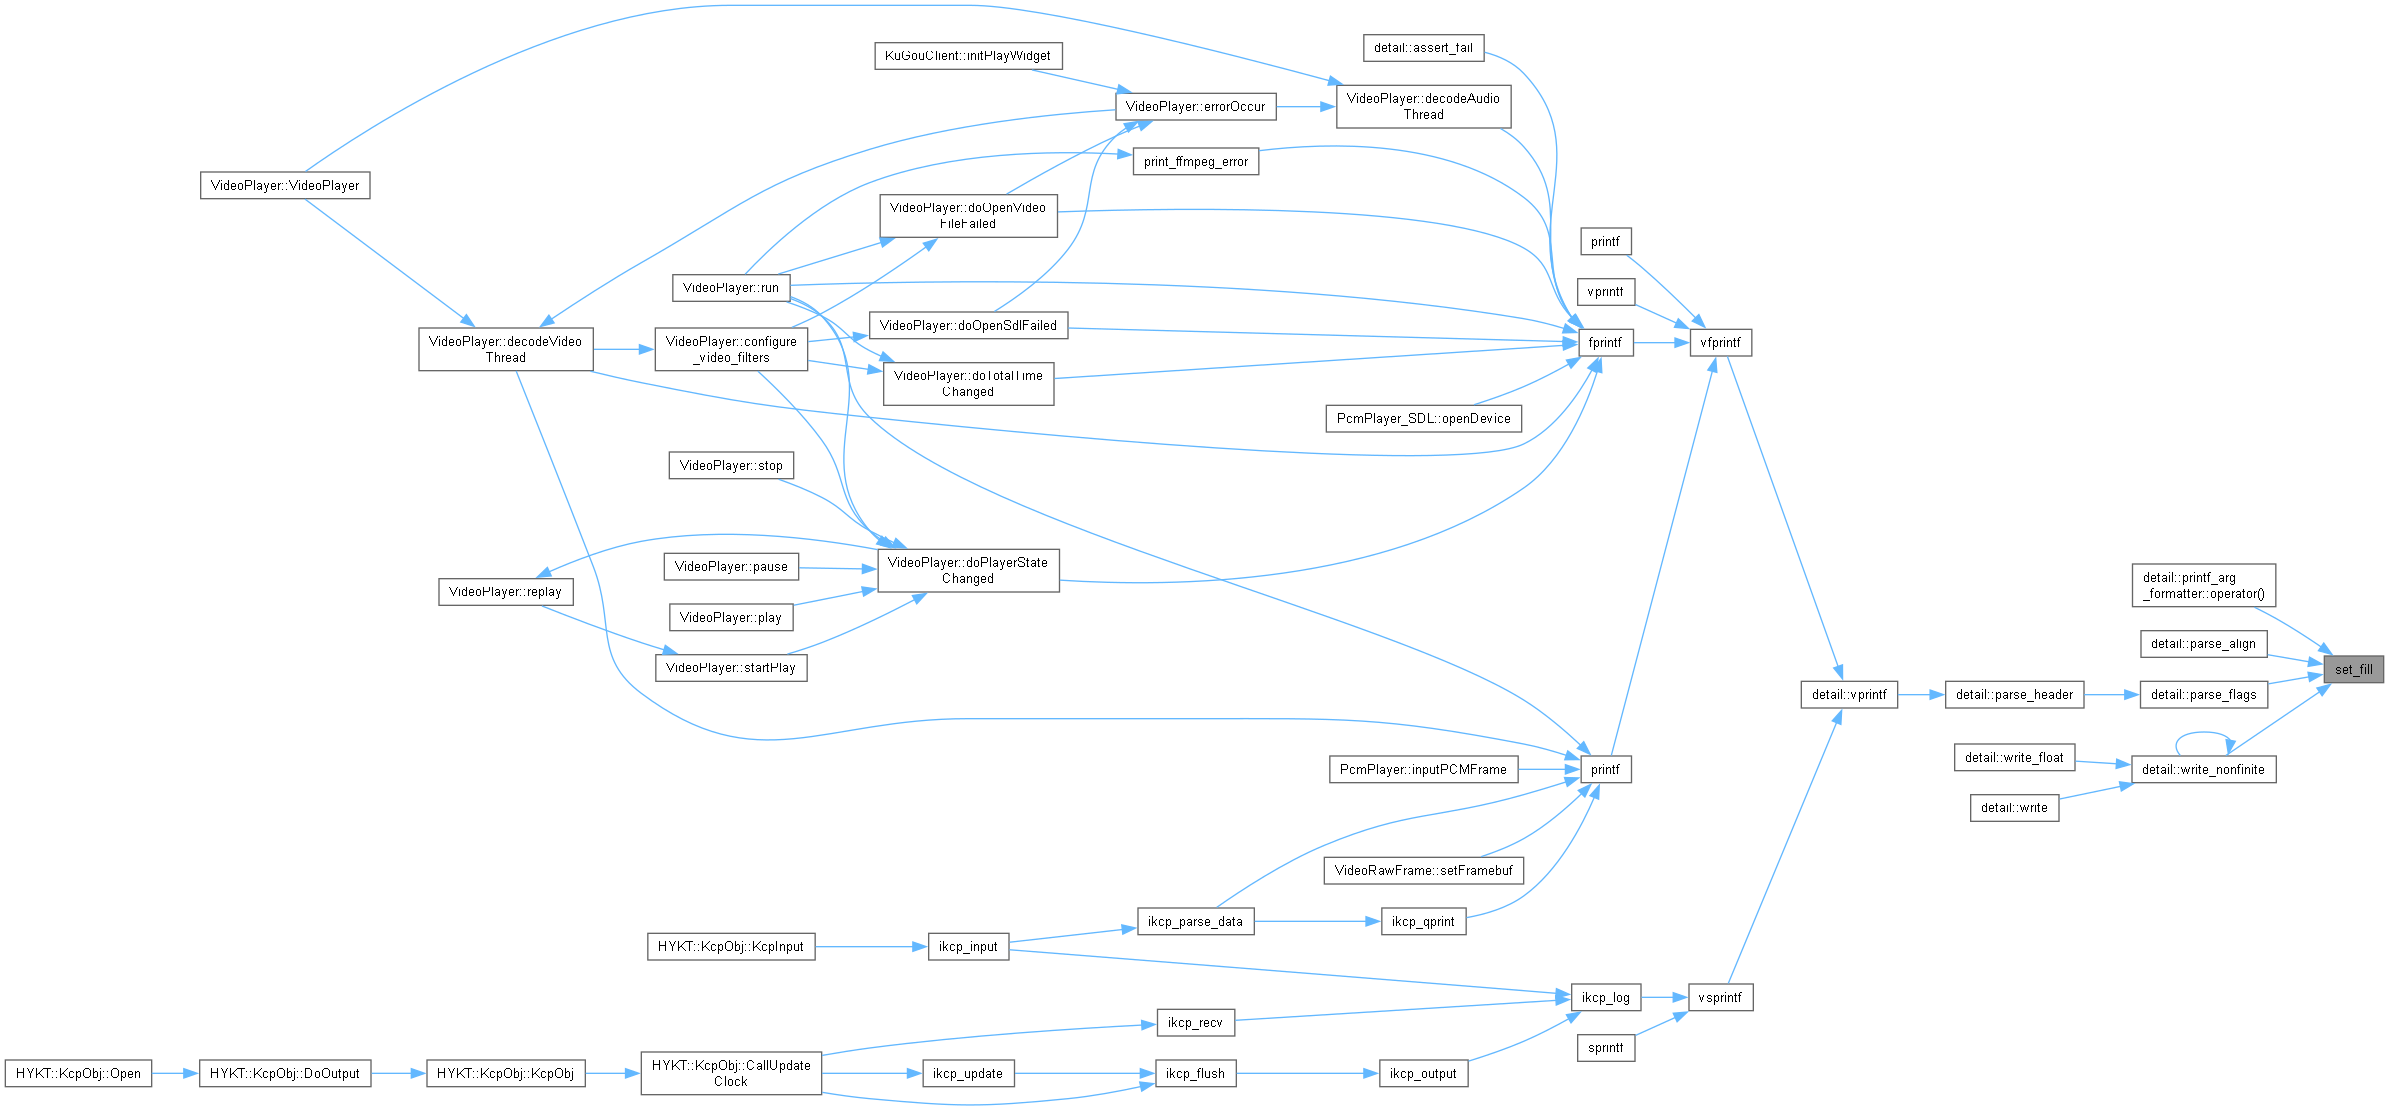 detail::assert_fail
KuGouClient::initPlayWidget
VideoPlayer::decodeAudio
Thread
VideoPlayer::errorOccur
print_ffmpeg_error
VideoPlayer::VideoPlayer
VideoPlayer::doOpenVideo
FileFailed
printf
VideoPlayer::run
vprintf
VideoPlayer::doOpenSdlFailed
VideoPlayer::decodeVideo
Thread
VideoPlayer::configure
_video_filters
fprintf
vfprintf
VideoPlayer::doTotalTime
Changed
PcmPlayer_SDL::openDevice
VideoPlayer::stop
VideoPlayer::doPlayerState
Changed
VideoPlayer::pause
VideoPlayer::replay
VideoPlayer::play
VideoPlayer::startPlay
detail::printf_arg
_formatter::operator()
detail::parse_align
set_fill
detail::vprintf
detail::parse_header
detail::parse_flags
detail::write_float
detail::write_nonfinite
detail::write
PcmPlayer::inputPCMFrame
printf
VideoRawFrame::setFramebuf
ikcp_parse_data
ikcp_qprint
HYKT::KcpObj::KcpInput
ikcp_input
ikcp_log
vsprintf
ikcp_recv
sprintf
HYKT::KcpObj::Open
HYKT::KcpObj::DoOutput
HYKT::KcpObj::KcpObj
HYKT::KcpObj::CallUpdate
Clock
ikcp_update
ikcp_flush
ikcp_output